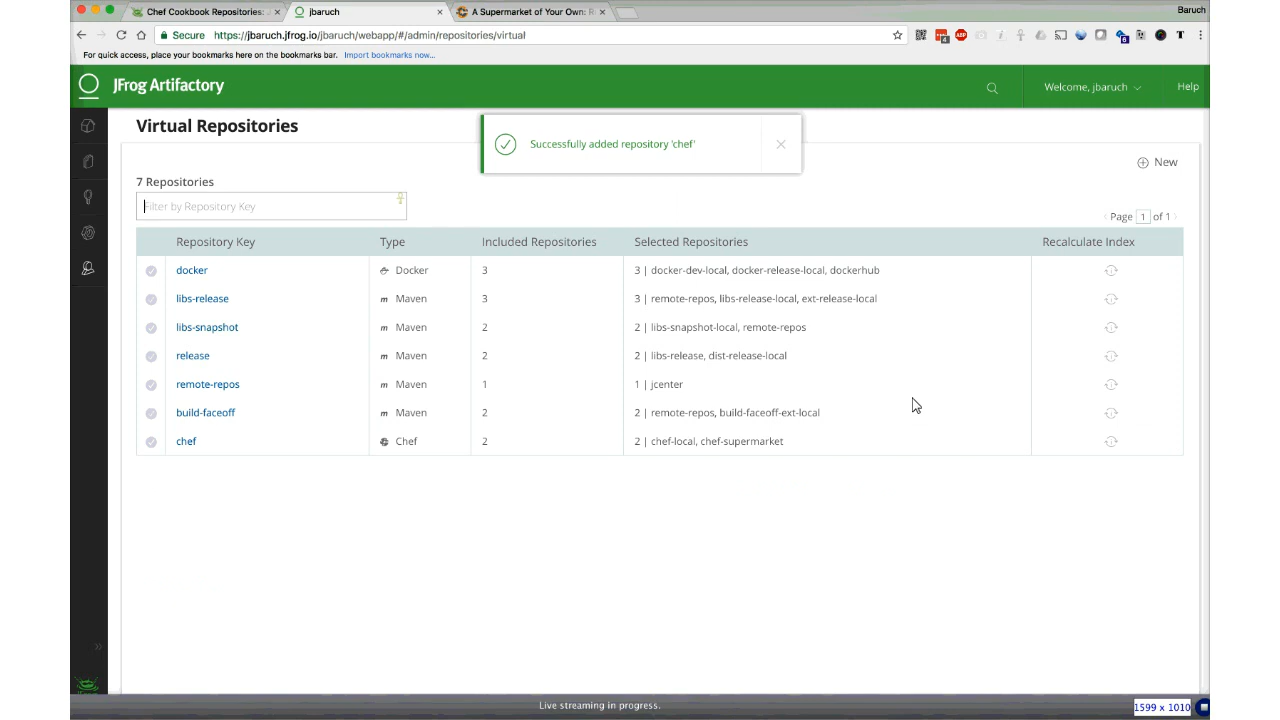 Chef Cookbook Repositories: J
jbaruch
A Supermarket of Your Own: R
Baruch
Secure
https://jbaruch.jfrog.io/jbaruch/webapp/#/admin/repositories/virtual
For quick access, place your bookmarks here on the bookmarks bar. Import bookmarks now...
JFrog Artifactory
Welcome, jbaruch
Help
Virtual Repositories
Successfully added repository 'chef'
New
7 Repositories
Filter by Repository Key
Page 1 of 1
Repository Key Type Included Repositories Selected Repositories Recalculate Index
docker Docker 3 3 | docker-dev-local, docker-release-local, dockerhub
libs-release Maven 3 3 | remote-repos, libs-release-local, ext-release-local
libs-snapshot Maven 2 2 | libs-snapshot-local, remote-repos
release Maven 2 2 | libs-release, dist-release-local
remote-repos Maven 1 1 | jcenter
build-faceoff Maven 2 2 | remote-repos, build-faceoff-ext-local
chef Chef 2 2 | chef-local, chef-supermarket
Live streaming in progress.
1599 x 1010